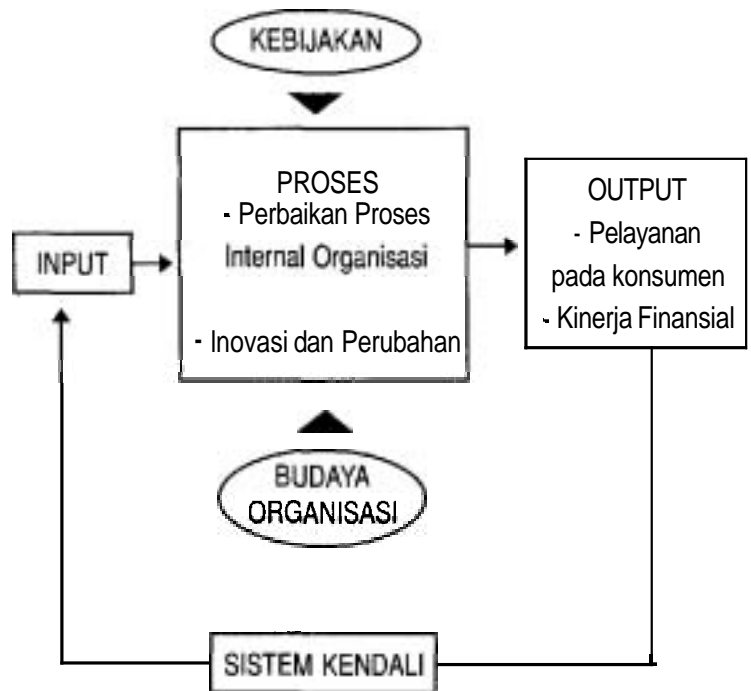 KEBIJAKAN
INPUT
PROSES
- Perbaikan Proses
Internal Organisasi
- Inovasi dan Perubahan
OUTPUT
- Pelayanan
pada konsumen
- Kinerja Finansial
BUDAYA
ORGANISASI
SISTEM KENDALI